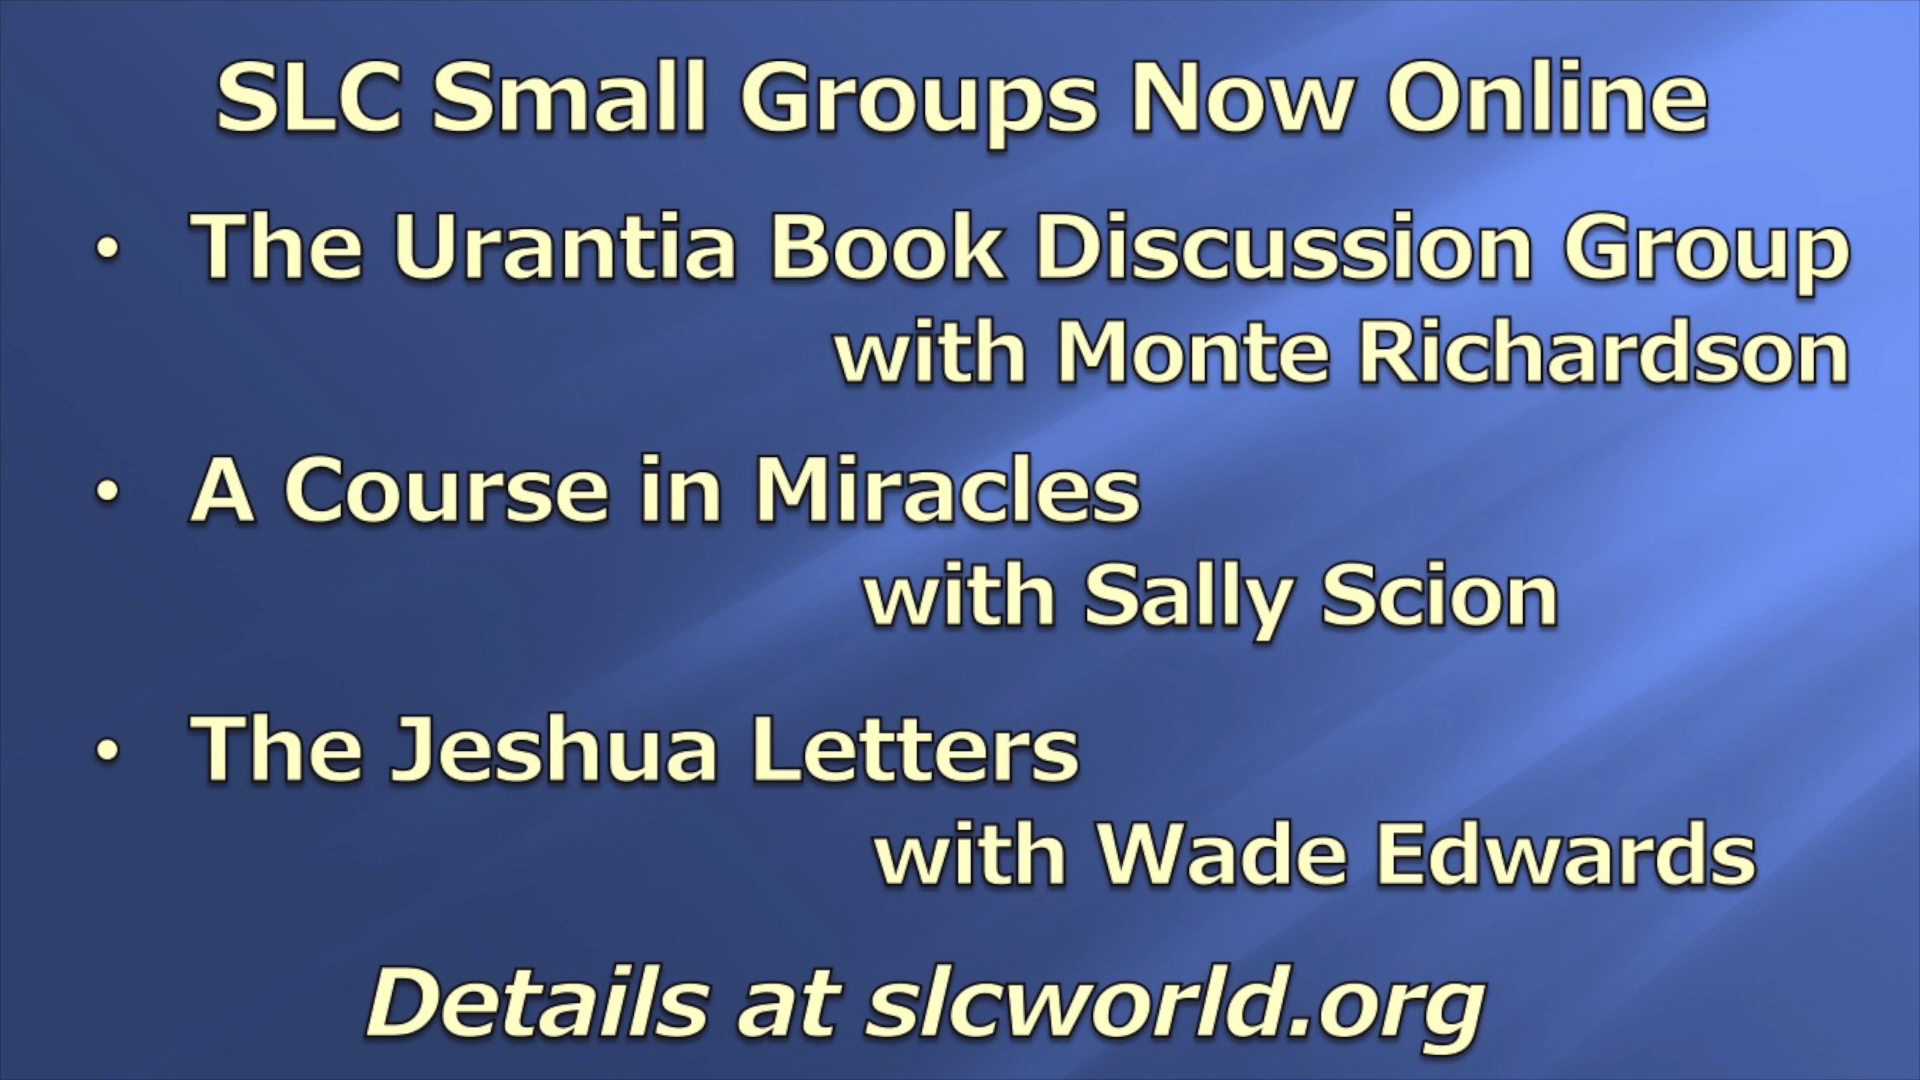 SLC Small Groups Now Online
• The Urantia Book Discussion Group
with Monte Richardson
• A Course in Miracles
with Sally Scion
• The Jeshua Letters
with Wade Edwards
Details at slcworld.org